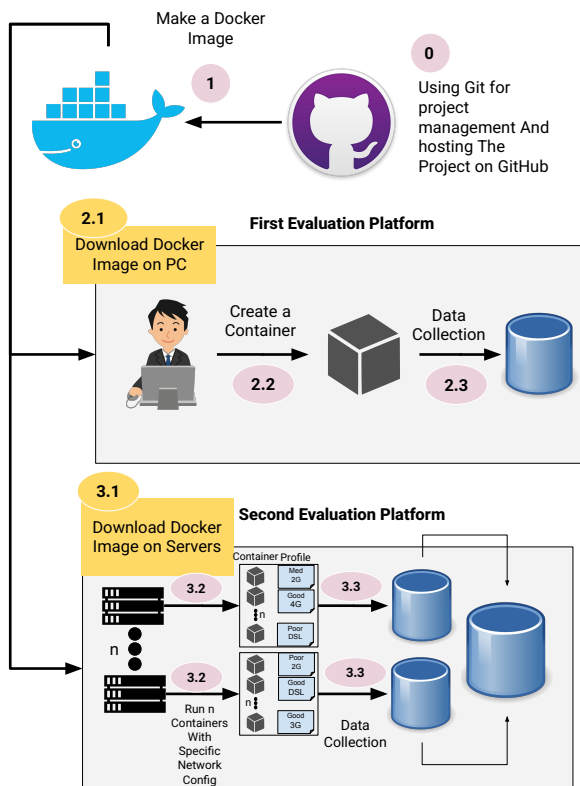 Make a Docker
Image
1
0
Using Git for
project
management And
hosting The
Project on GitHub
2.1
Download Docker
Image on PC
First Evaluation Platform
Create a
Container
2.2
Data
Collection
2.3
3.1
Download Docker
Image on Servers
Second Evaluation Platform
Container Profile
3.2
Med
2G
Good
4G
n
Poor
DSL
3.3
3.2
Run n
Containers
With
Specific
Network
Config
Poor
2G
Good
DSL
n
Good
3G
3.3
Data
Collection